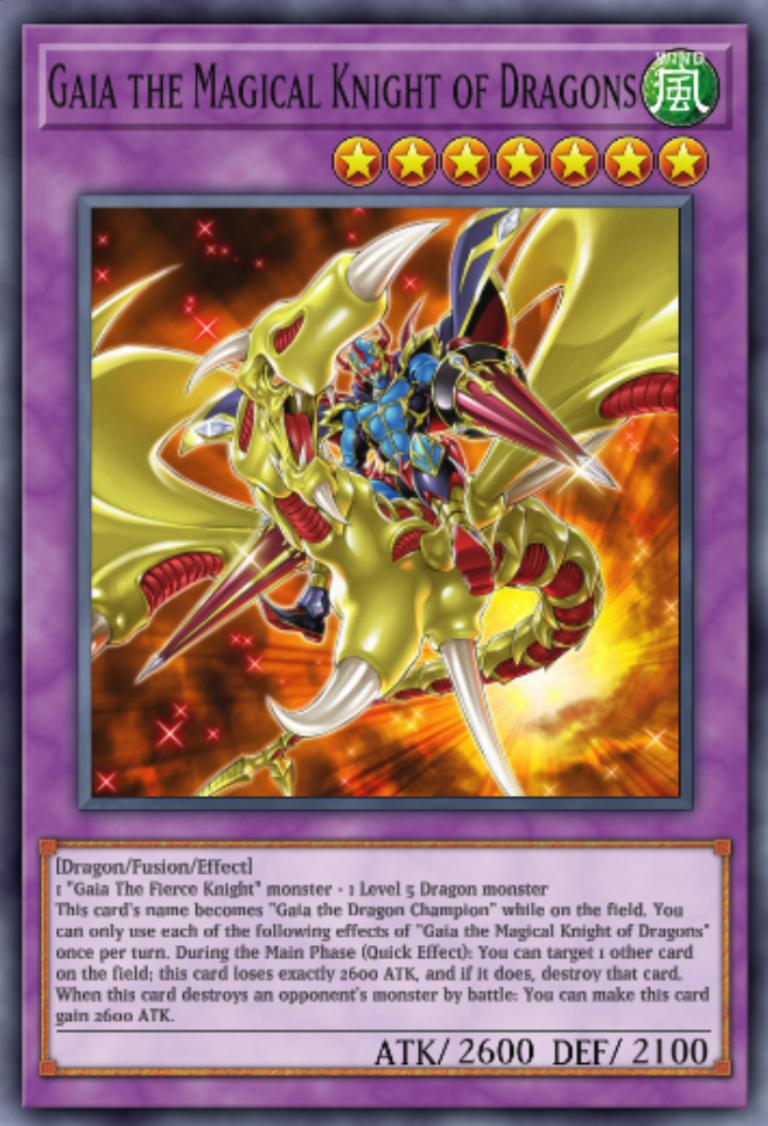 GAIA THE MAGICAL KNIGHT OF DRAGONS
WIND
風
[Dragon/Fusion/Effect]
1 "Gaia The Fierce Knight" monster - 1 Level 5 Dragon monster
This card's name becomes "Gaia the Dragon Champion" while on the field. You
can only use each of the following effects of "Gaia the Magical Knight of Dragons"
once per turn. During the Main Phase (Quick Effect): You can target 1 other card
on the field; this card loses exactly 2600 ATK, and if it does, destroy that card.
When this card destroys an opponent's monster by battle: You can make this card
gain 2600 ATK.
ATK/ 2600 DEF/ 2100